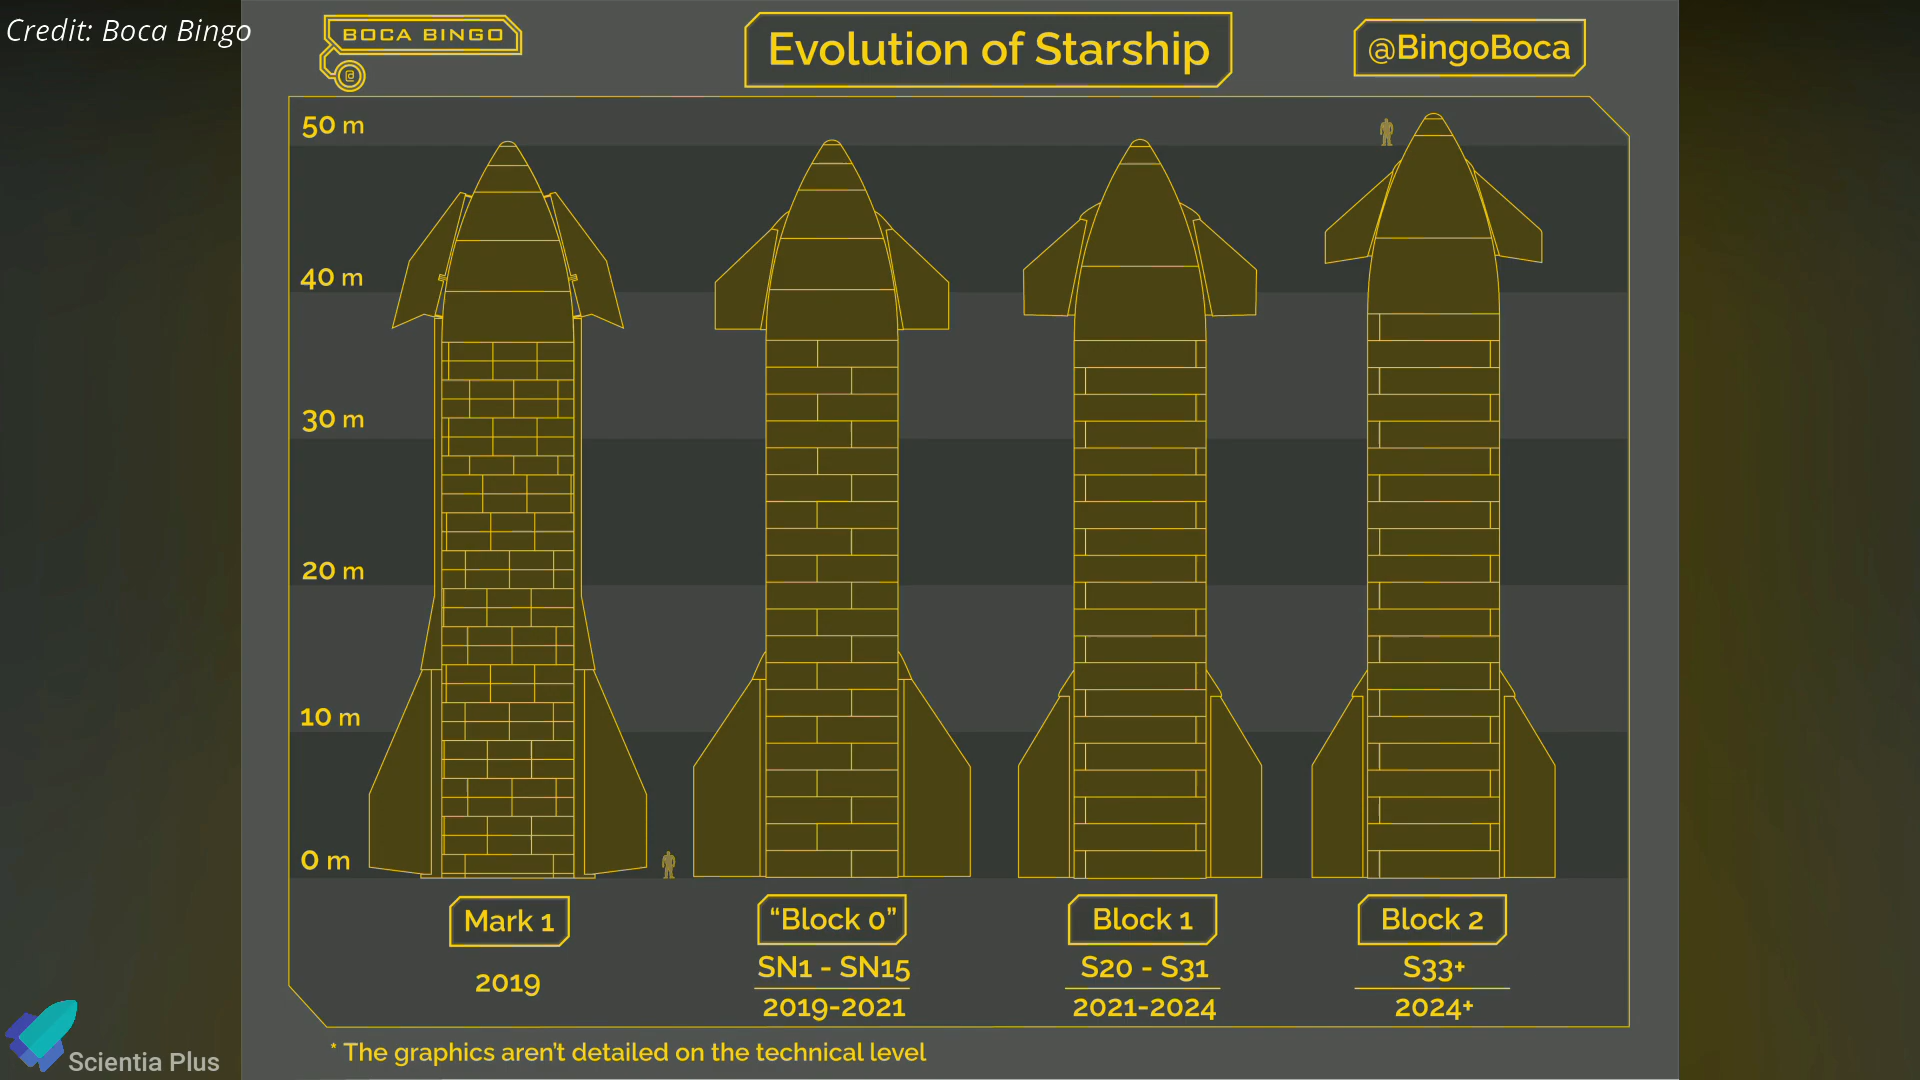 Credit: Boca Bingo
BOCA BINGO
@
Evolution of Starship
@BingoBoca
50 m
40 m
30 m
20 m
10 m
0 m
Mark 1
2019
“Block 0”
SN1 - SN15
2019-2021
Block 1
S20 - S31
2021-2024
Block 2
S33+
2024+
* The graphics aren't detailed on the technical level
Scientia Plus